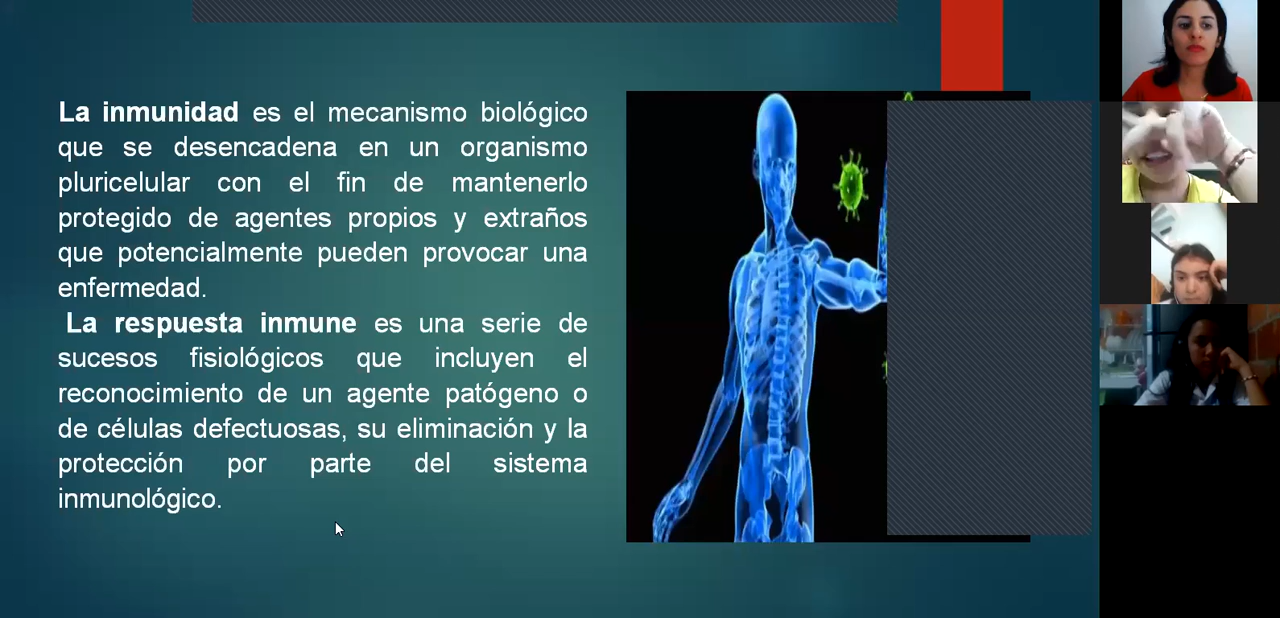 La inmunidad es el mecanismo biológico
que se desencadena en un organismo
pluricelular con el fin de mantenerlo
protegido de agentes propios y extraños
que potencialmente pueden provocar una
enfermedad.
La respuesta inmune es una serie de
sucesos fisiológicos que incluyen el
reconocimiento de un agente patógeno o
de células defectuosas, su eliminación y la
protección por parte del sistema
inmunológico.